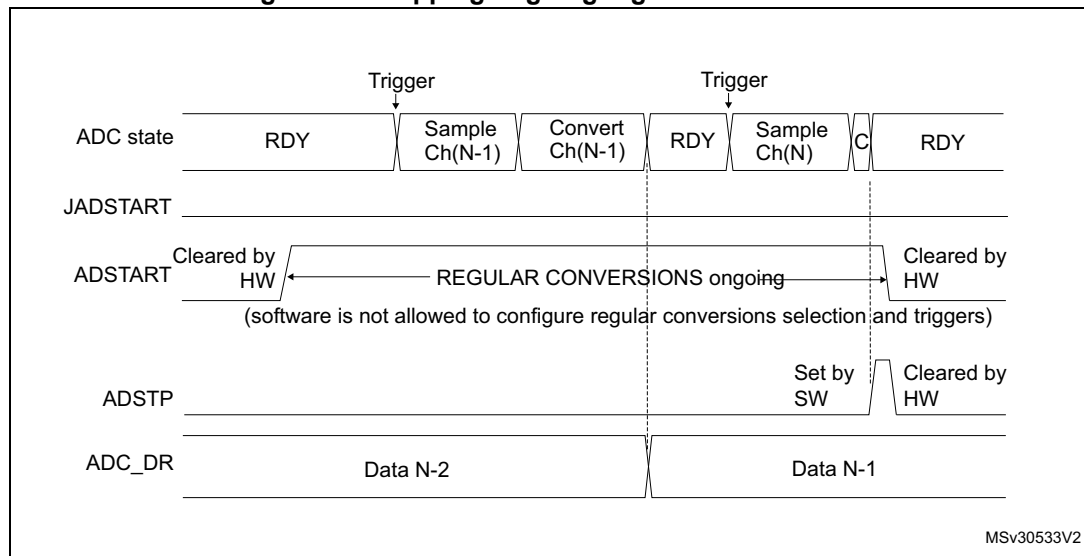 Trigger
Trigger
ADC state
RDY
Sample
Ch(N-1)
Convert
Ch(N-1)
RDY
Sample
Ch(N)
C
RDY
JADSTART
ADSTART
Cleared by
HW
REGULAR CONVERSIONS ongoing
Cleared by
HW
(software is not allowed to configure regular conversions selection and triggers)
ADSTP
Set by
SW
Cleared by
HW
ADC_DR
Data N-2
Data N-1
MSv30533V2